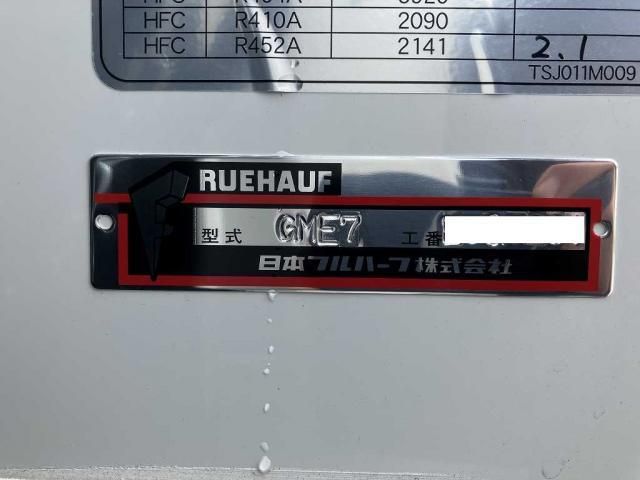 HFC R410A 2090
HFC R452A 2141
2.1
TSJ011M009
RUEHAUF
型式 GME7 工番
日本フルハーフ株式会社